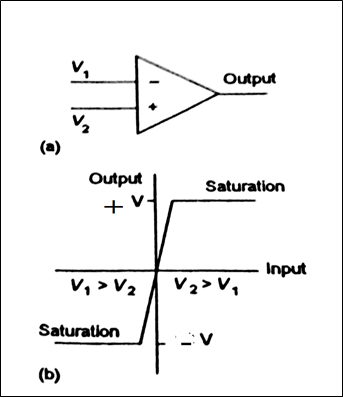 V1
−
Output
V2
+
(a)
Output
Saturation
+ V
Input
V1 > V2
V2 > V1
Saturation
− V
(b)